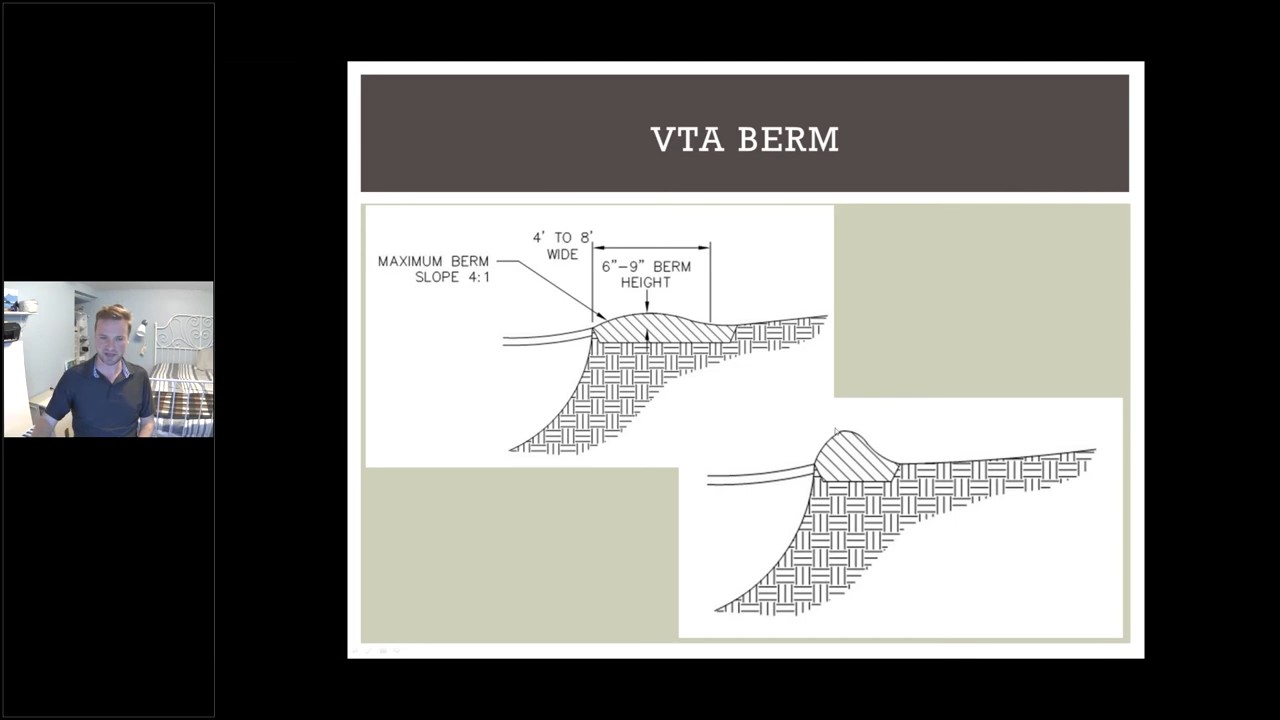 VTA BERM
4' TO 8'
WIDE
MAXIMUM BERM
SLOPE 4:1
6"-9" BERM
HEIGHT